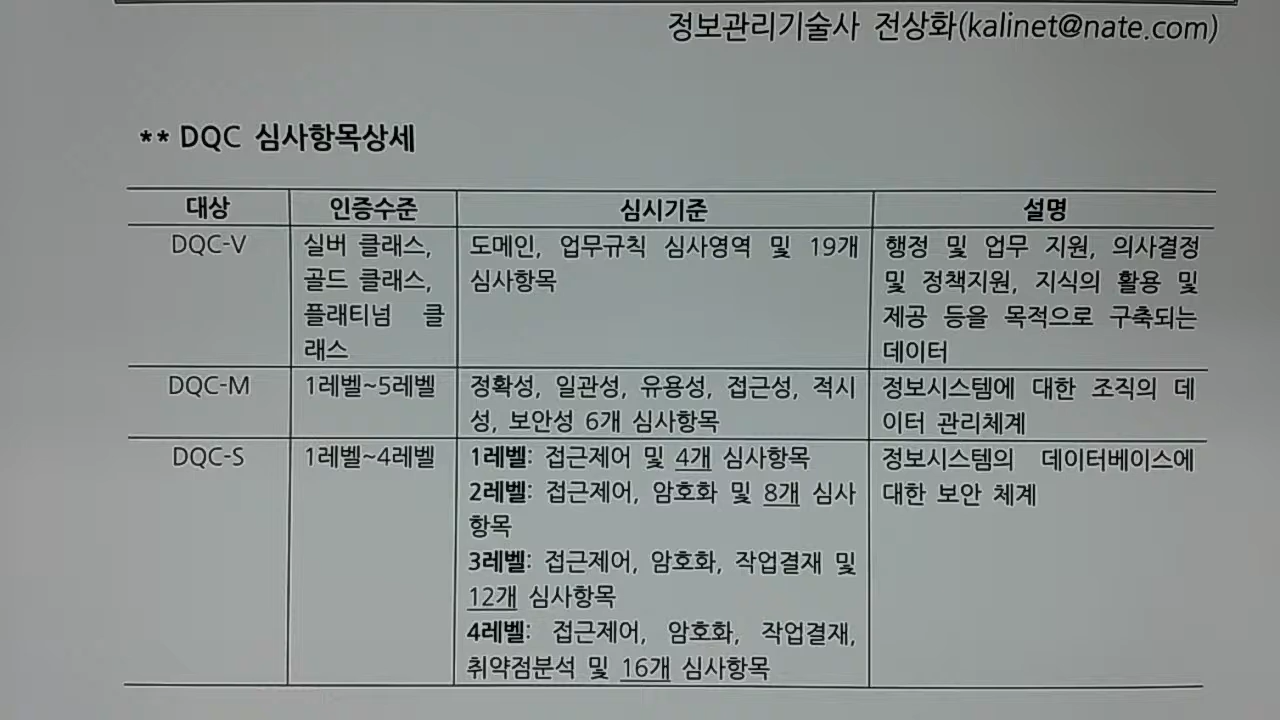 정보관리기술사 전상화(kalinet@nate.com)
** DQC 심사항목상세
대상 인증수준 심시기준 설명
DQC-V 실버 클래스, 도메인, 업무규칙 심사영역 및 19개 행정 및 업무 지원, 의사결정
골드 클래스, 심사항목 및 정책지원, 지식의 활용 및
플래티넘 클 제공 등을 목적으로 구축되는
래스 데이터
DQC-M 1레벨~5레벨 정확성, 일관성, 유용성, 접근성, 적시 정보시스템에 대한 조직의 데
성, 보안성 6개 심사항목 이터 관리체계
DQC-S 1레벨~4레벨 1레벨: 접근제어 및 4개 심사항목 정보시스템의 데이터베이스에
2레벨: 접근제어, 암호화 및 8개 심사 대한 보안 체계
항목
3레벨: 접근제어, 암호화, 작업결재 및
12개 심사항목
4레벨: 접근제어, 암호화, 작업결재,
취약점분석 및 16개 심사항목